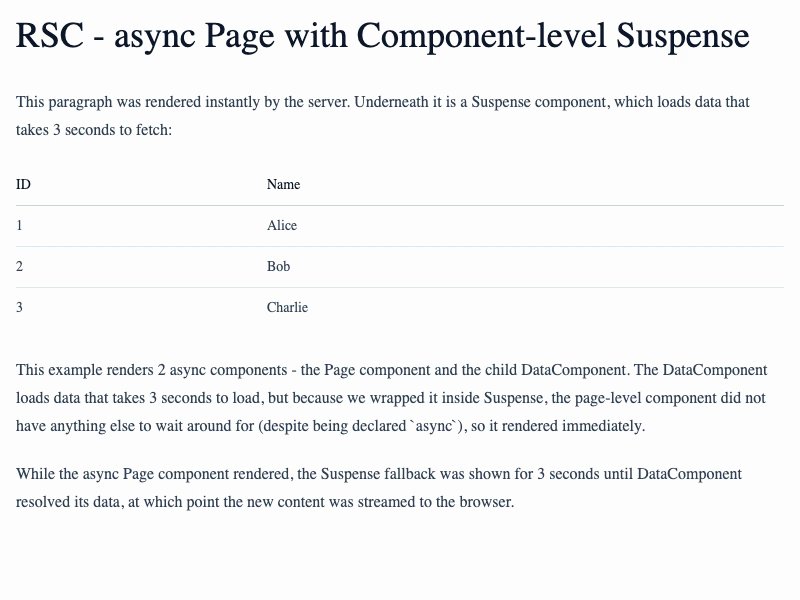 RSC - async Page with Component-level Suspense
This paragraph was rendered instantly by the server. Underneath it is a Suspense component, which loads data that
takes 3 seconds to fetch:
ID Name
1 Alice
2 Bob
3 Charlie
This example renders 2 async components - the Page component and the child DataComponent. The DataComponent
loads data that takes 3 seconds to load, but because we wrapped it inside Suspense, the page-level component did not
have anything else to wait around for (despite being declared `async`), so it rendered immediately.
While the async Page component rendered, the Suspense fallback was shown for 3 seconds until DataComponent
resolved its data, at which point the new content was streamed to the browser.